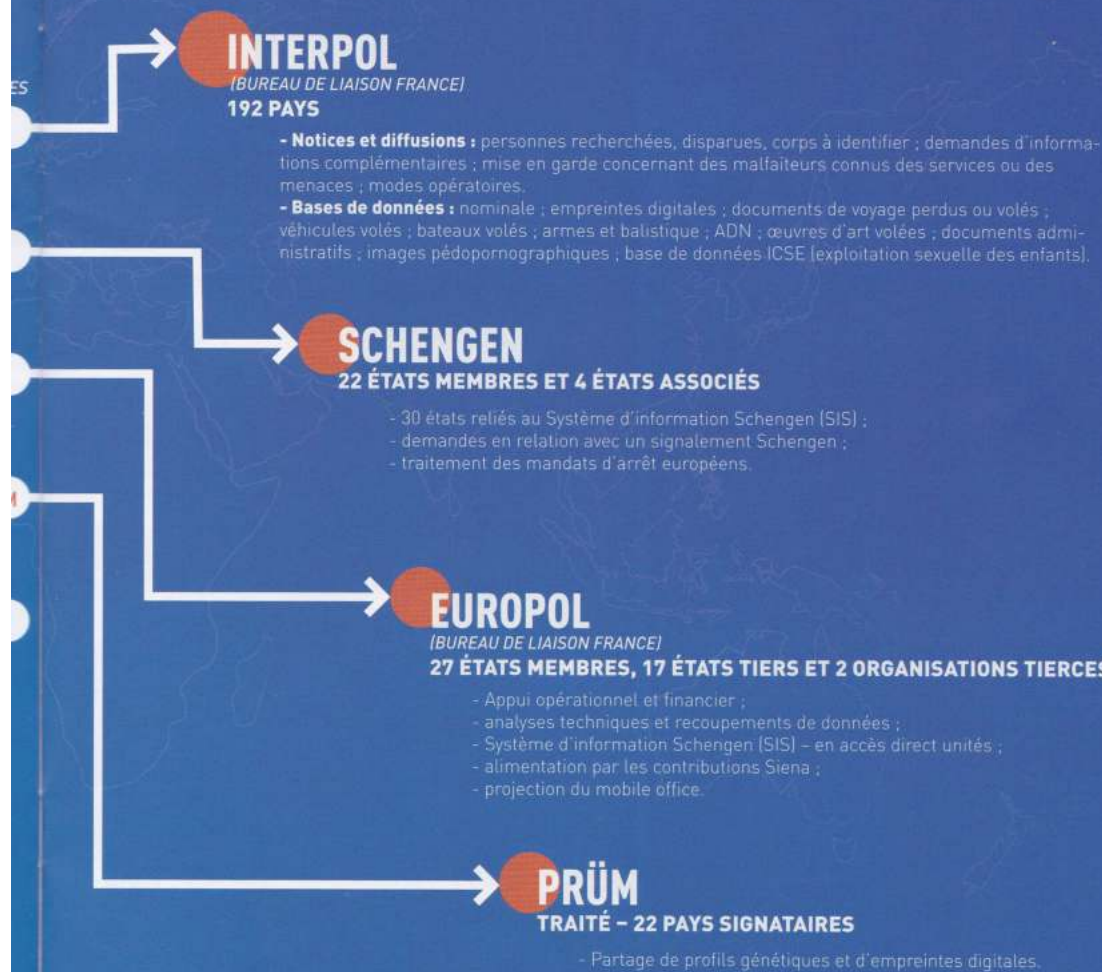 INTERPOL
(BUREAU DE LIAISON FRANCE)
192 PAYS
- Notices et diffusions : personnes recherchées, disparues, corps à identifier ; demandes d'informa-
tions complémentaires ; mise en garde concernant des malfaiteurs connus des services ou des
menaces ; modes opératoires.
- Bases de données : nominale ; empreintes digitales ; documents de voyage perdus ou volés ;
véhicules volés ; bateaux volés ; armes et balistique ; ADN ; œuvres d'art volées ; documents admi-
nistratifs ; images pédopornographiques ; base de données ICSE (exploitation sexuelle des enfants).
ES
SCHENGEN
22 ÉTATS MEMBRES ET 4 ÉTATS ASSOCIÉS
- 30 états reliés au Système d'information Schengen (SIS) ;
- demandes en relation avec un signalement Schengen ;
- traitement des mandats d'arrêt européens.
M
EUROPOL
(BUREAU DE LIAISON FRANCE)
27 ÉTATS MEMBRES, 17 ÉTATS TIERS ET 2 ORGANISATIONS TIERCES
- Appui opérationnel et financier ;
- analyses techniques et recoupements de données ;
- Système d'information Schengen (SIS) – en accès direct unités ;
- alimentation par les contributions Siena ;
- projection du mobile office.
PRÜM
TRAITÉ – 22 PAYS SIGNATAIRES
- Partage de profils génétiques et d'empreintes digitales.